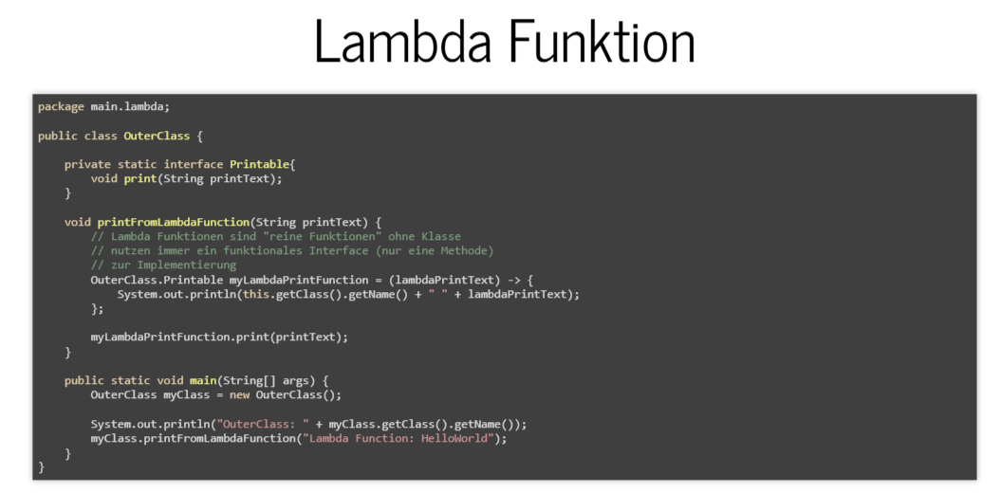 Lambda Funktion
package main.lambda;
public class OuterClass {
private static interface Printable{
void print(String printText);
}
void printFromLambdaFunction(String printText) {
// Lambda Funktionen sind "reine Funktionen" ohne Klasse
// nutzen immer ein funktionales Interface (nur eine Methode)
// zur Implementierung
OuterClass.Printable myLambdaPrintFunction = (lambdaPrintText) -> {
System.out.println(this.getClass().getName() + " " + lambdaPrintText);
};
myLambdaPrintFunction.print(printText);
}
public static void main(String[] args) {
OuterClass myClass = new OuterClass();
System.out.println("OuterClass: " + myClass.getClass().getName());
myClass.printFromLambdaFunction("Lambda Function: HelloWorld");
}
}